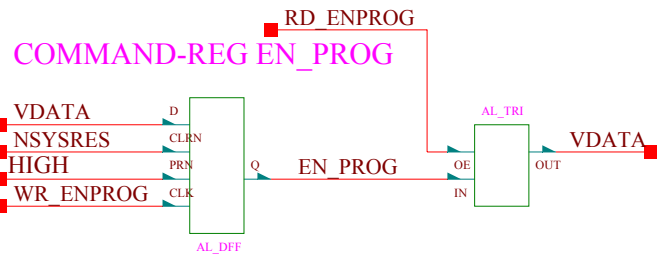 RD_ENPROG
COMMAND-REG EN_PROG
VDATA
D
NSYSRES
CLRN
HIGH
PRN
WR_ENPROG
CLK
Q
EN_PROG
AL_DFF
AL_TRI
OE
IN
OUT
VDATA